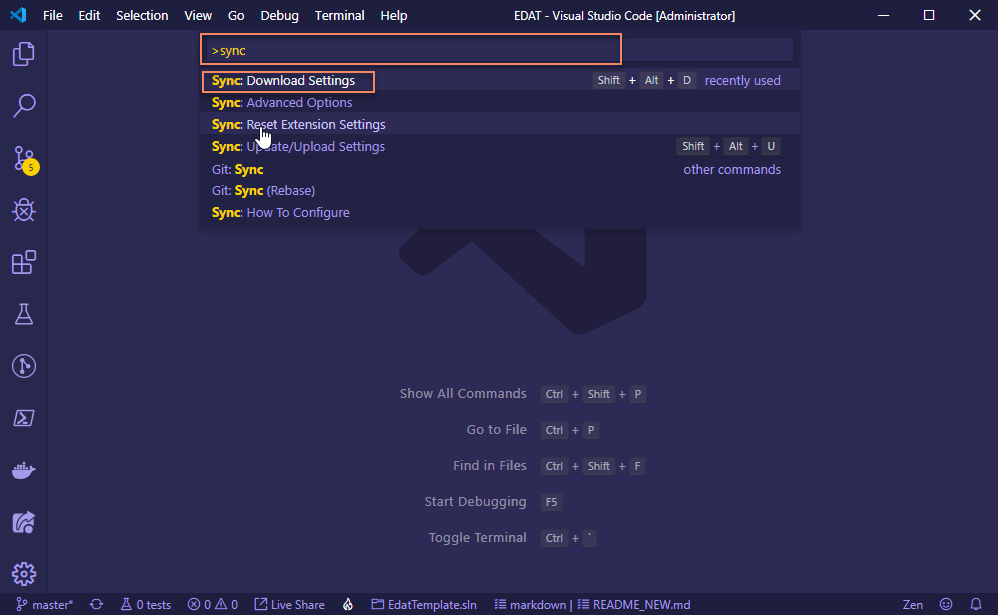 File Edit Selection View Go Debug Terminal Help EDAT - Visual Studio Code [Administrator]
>sync
Sync: Download Settings Shift + Alt + D recently used
Sync: Advanced Options
Sync: Reset Extension Settings
Sync: Update/Upload Settings Shift + Alt + U
Git: Sync other commands
Git: Sync (Rebase)
Sync: How To Configure
5
Show All Commands Ctrl + Shift + P
Go to File Ctrl + P
Find in Files Ctrl + Shift + F
Start Debugging F5
Toggle Terminal Ctrl + `
master* 0 tests 0 0 Live Share EdatTemplate.sln markdown | README_NEW.md Zen